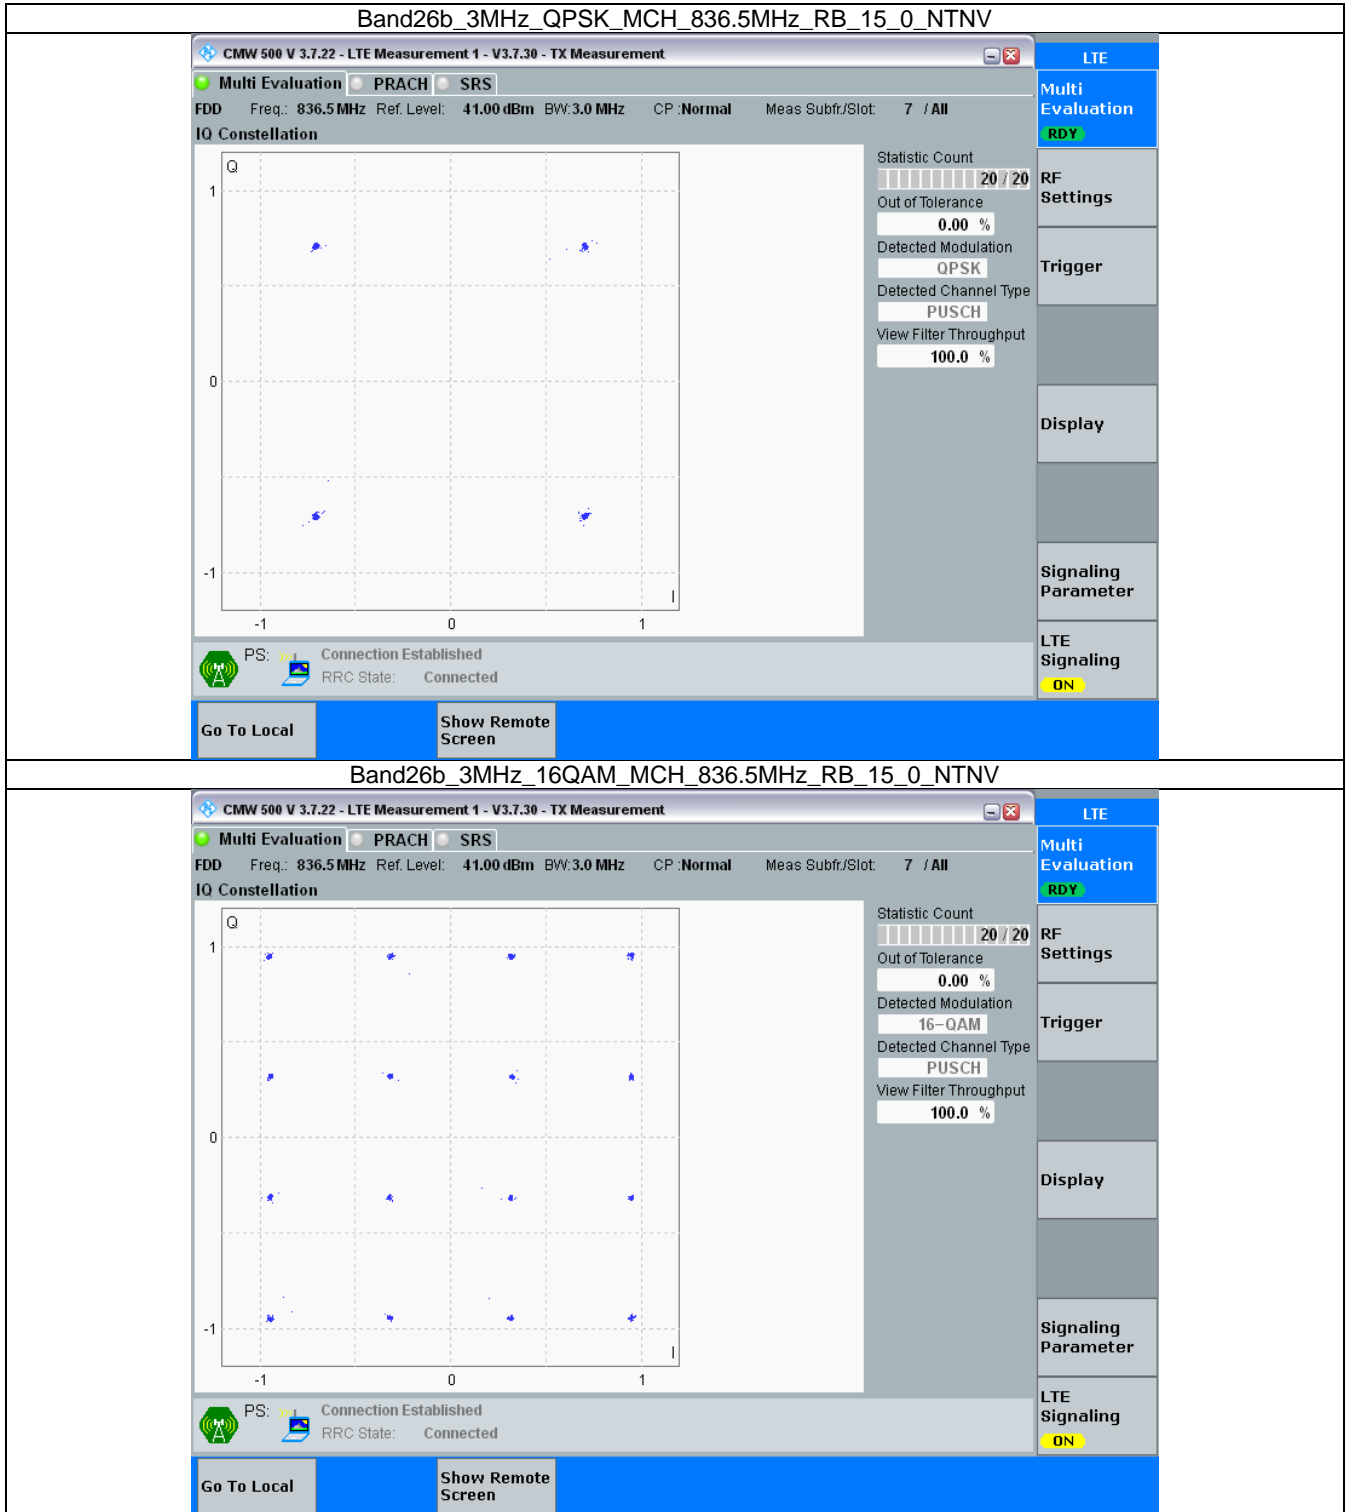 Band26b_3MHz_QPSK_MCH_836.5MHz_RB_15_0_NTNV
CMW 500 V 3.7.22 - LTE Measurement 1 - V3.7.30 - TX Measurement
LTE
Multi Evaluation PRACH SRS
Multi
Evaluation
RDY
FDD Freq.: 836.5 MHz Ref. Level: 41.00 dBm BW: 3.0 MHz CP : Normal Meas Subfr./Slot: 7 / All
IQ Constellation
Q
1
0
-1
-1 0 1
I
Statistic Count
20 / 20
Out of Tolerance
0.00 %
Detected Modulation
QPSK
Detected Channel Type
PUSCH
View Filter Throughput
100.0 %
RF
Settings
Trigger
Display
Signaling
Parameter
LTE
Signaling
ON
PS: Connection Established
RRC State: Connected
Go To Local
Show Remote
Screen
Band26b_3MHz_16QAM_MCH_836.5MHz_RB_15_0_NTNV
CMW 500 V 3.7.22 - LTE Measurement 1 - V3.7.30 - TX Measurement
LTE
Multi Evaluation PRACH SRS
Multi
Evaluation
RDY
FDD Freq.: 836.5 MHz Ref. Level: 41.00 dBm BW: 3.0 MHz CP : Normal Meas Subfr./Slot: 7 / All
IQ Constellation
Q
1
0
-1
-1 0 1
I
Statistic Count
20 / 20
Out of Tolerance
0.00 %
Detected Modulation
16-QAM
Detected Channel Type
PUSCH
View Filter Throughput
100.0 %
RF
Settings
Trigger
Display
Signaling
Parameter
LTE
Signaling
ON
PS: Connection Established
RRC State: Connected
Go To Local
Show Remote
Screen